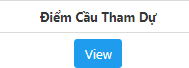 Điểm Cầu Tham Dự
View